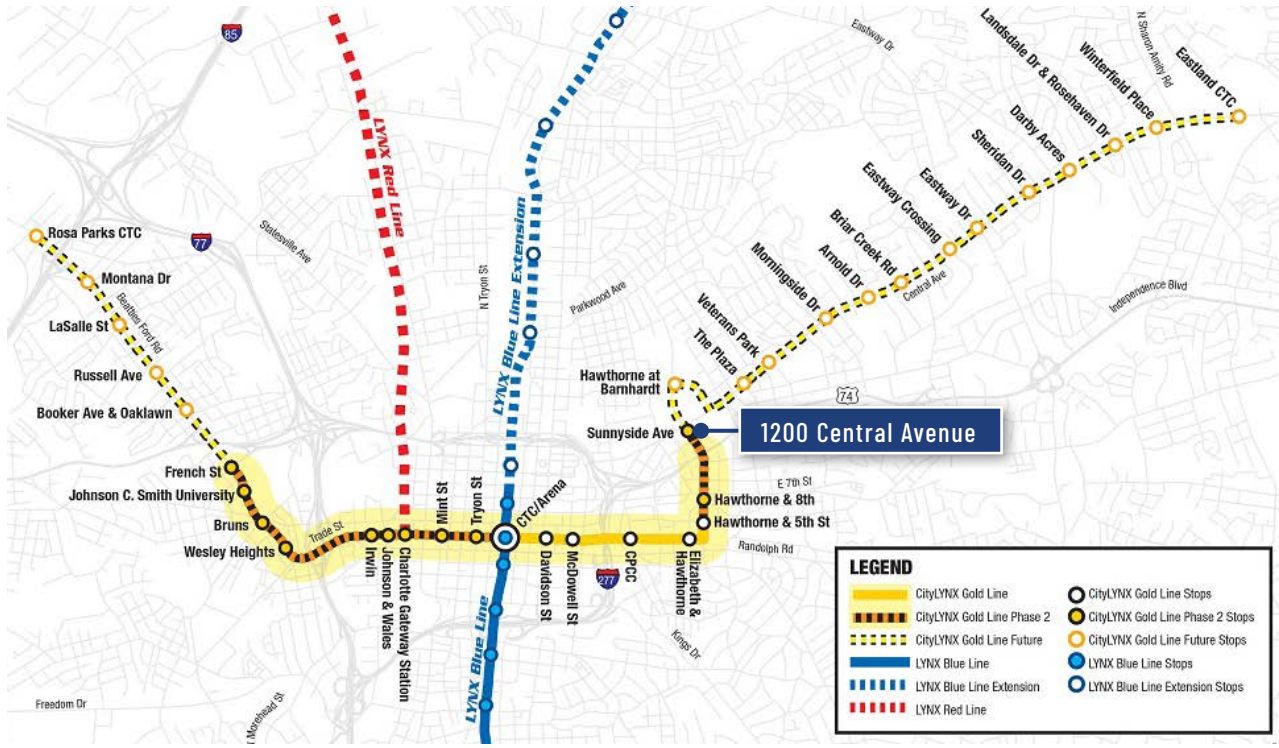 85
77
Statesville Ave
LYNX Red Line
N Tryon St
LYNX Blue Line Extension
Parkwood Ave
Eastway Dr
N Sharon Amity Rd
Independence Blvd
Central Ave
74
Rosa Parks CTC
Montana Dr
Beatties Ford Rd
LaSalle St
Russell Ave
Booker Ave & Oaklawn
French St
Johnson C. Smith University
Bruns
Wesley Heights
Trade St
Irwin
Johnson & Wales
Charlotte Gateway Station
Mint St
Tryon St
CTC/Arena
Davidson St
McDowell St
CPCC
Elizabeth &
Hawthorne
Hawthorne & 5th St
Hawthorne & 8th
E 7th St
Randolph Rd
277
Kings Dr
Sunnyside Ave
1200 Central Avenue
Hawthorne at
Barnhardt
The Plaza
Veterans Park
Morningside Dr
Arnold Dr
Briar Creek Rd
Eastway Crossing
Eastway Dr
Sheridan Dr
Darby Acres
Landsdale Dr & Rosehaven Dr
Winterfield Place
Eastland CTC
LYNX Blue Line
Freedom Dr
Morehead St
LEGEND
CityLYNX Gold Line
CityLYNX Gold Line Phase 2
CityLYNX Gold Line Future
LYNX Blue Line
LYNX Blue Line Extension
LYNX Red Line
CityLYNX Gold Line Stops
CityLYNX Gold Line Phase 2 Stops
CityLYNX Gold Line Future Stops
LYNX Blue Line Stops
LYNX Blue Line Extension Stops